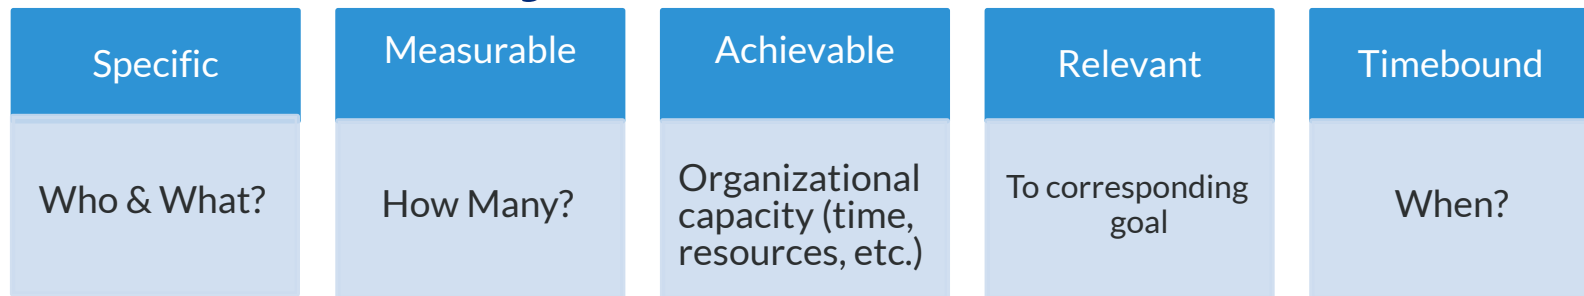 Specific
Who & What?
Measurable
How Many?
Achievable
Organizational
capacity (time,
resources, etc.)
Relevant
To corresponding
goal
Timebound
When?